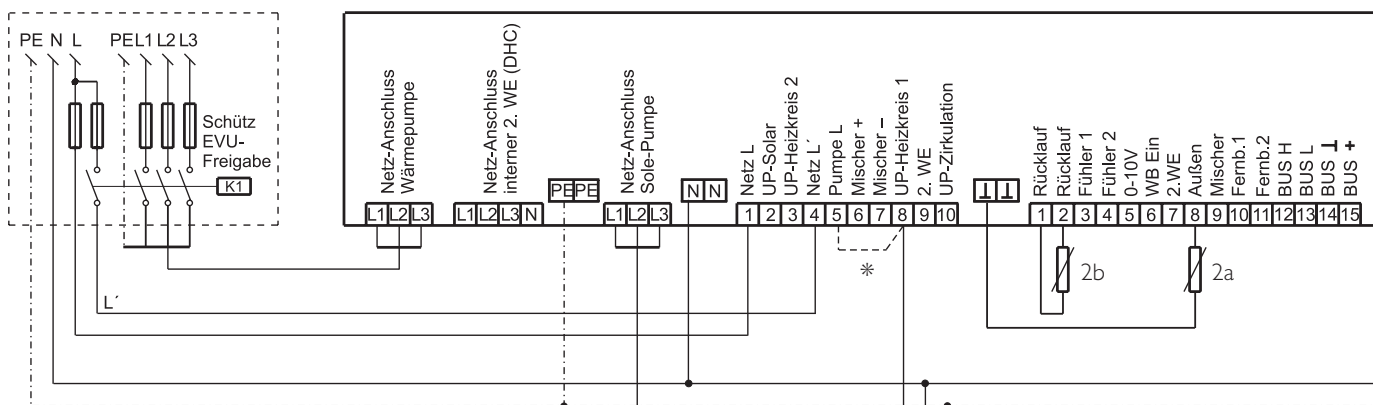 PE N L PE L1 L2 L3
Schütz
EVU-
Freigabe
K1
L´
Netz-Anschluss
Wärmepumpe
L1 L2 L3
Netz-Anschluss
interner 2. WE (DHC)
L1 L2 L3 N
PE PE
Netz-Anschluss
Sole-Pumpe
L1 L2 L3
N N
Netz L
UP-Solar
UP-Heizkreis 2
Netz L´
Pumpe L
Mischer +
Mischer –
UP-Heizkreis 1
2. WE
UP-Zirkulation
1 2 3 4 5 6 7 8 9 10
*
Rücklauf
Rücklauf
Fühler 1
Fühler 2
0-10V
WB Ein
2.WE
Außen
Mischer
Fernb.1
Fernb.2
BUS H
BUS L
BUS ⊥
BUS +
1 2 3 4 5 6 7 8 9 10 11 12 13 14 15
⊥ ⊥
2b
2a